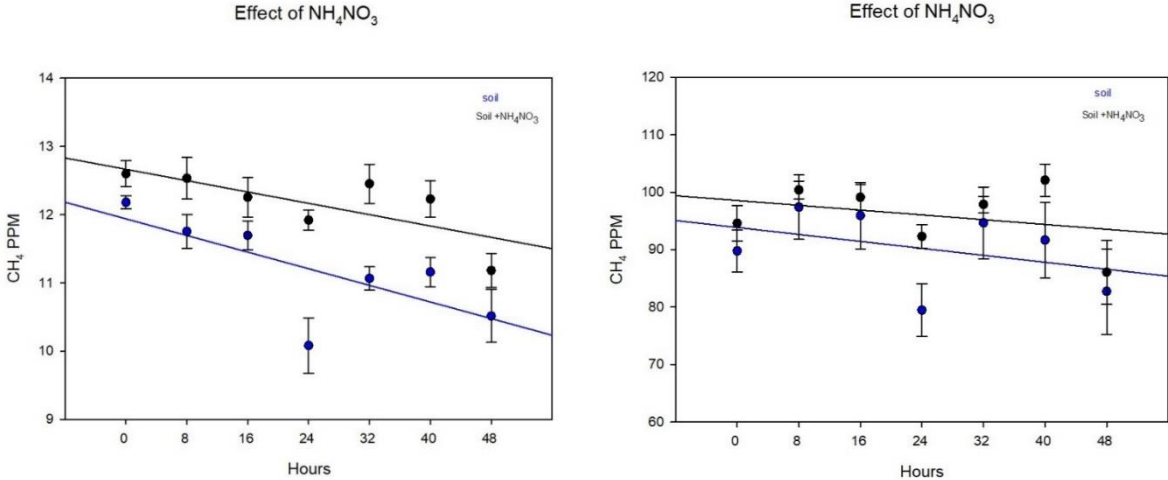 Effect of NH₄NO₃
14
13
12
11
10
9
CH₄ PPM
soil
Soil +NH₄NO₃
0 8 16 24 32 40 48
Hours
Effect of NH₄NO₃
120
110
100
90
80
70
60
CH₄ PPM
soil
Soil +NH₄NO₃
0 8 16 24 32 40 48
Hours